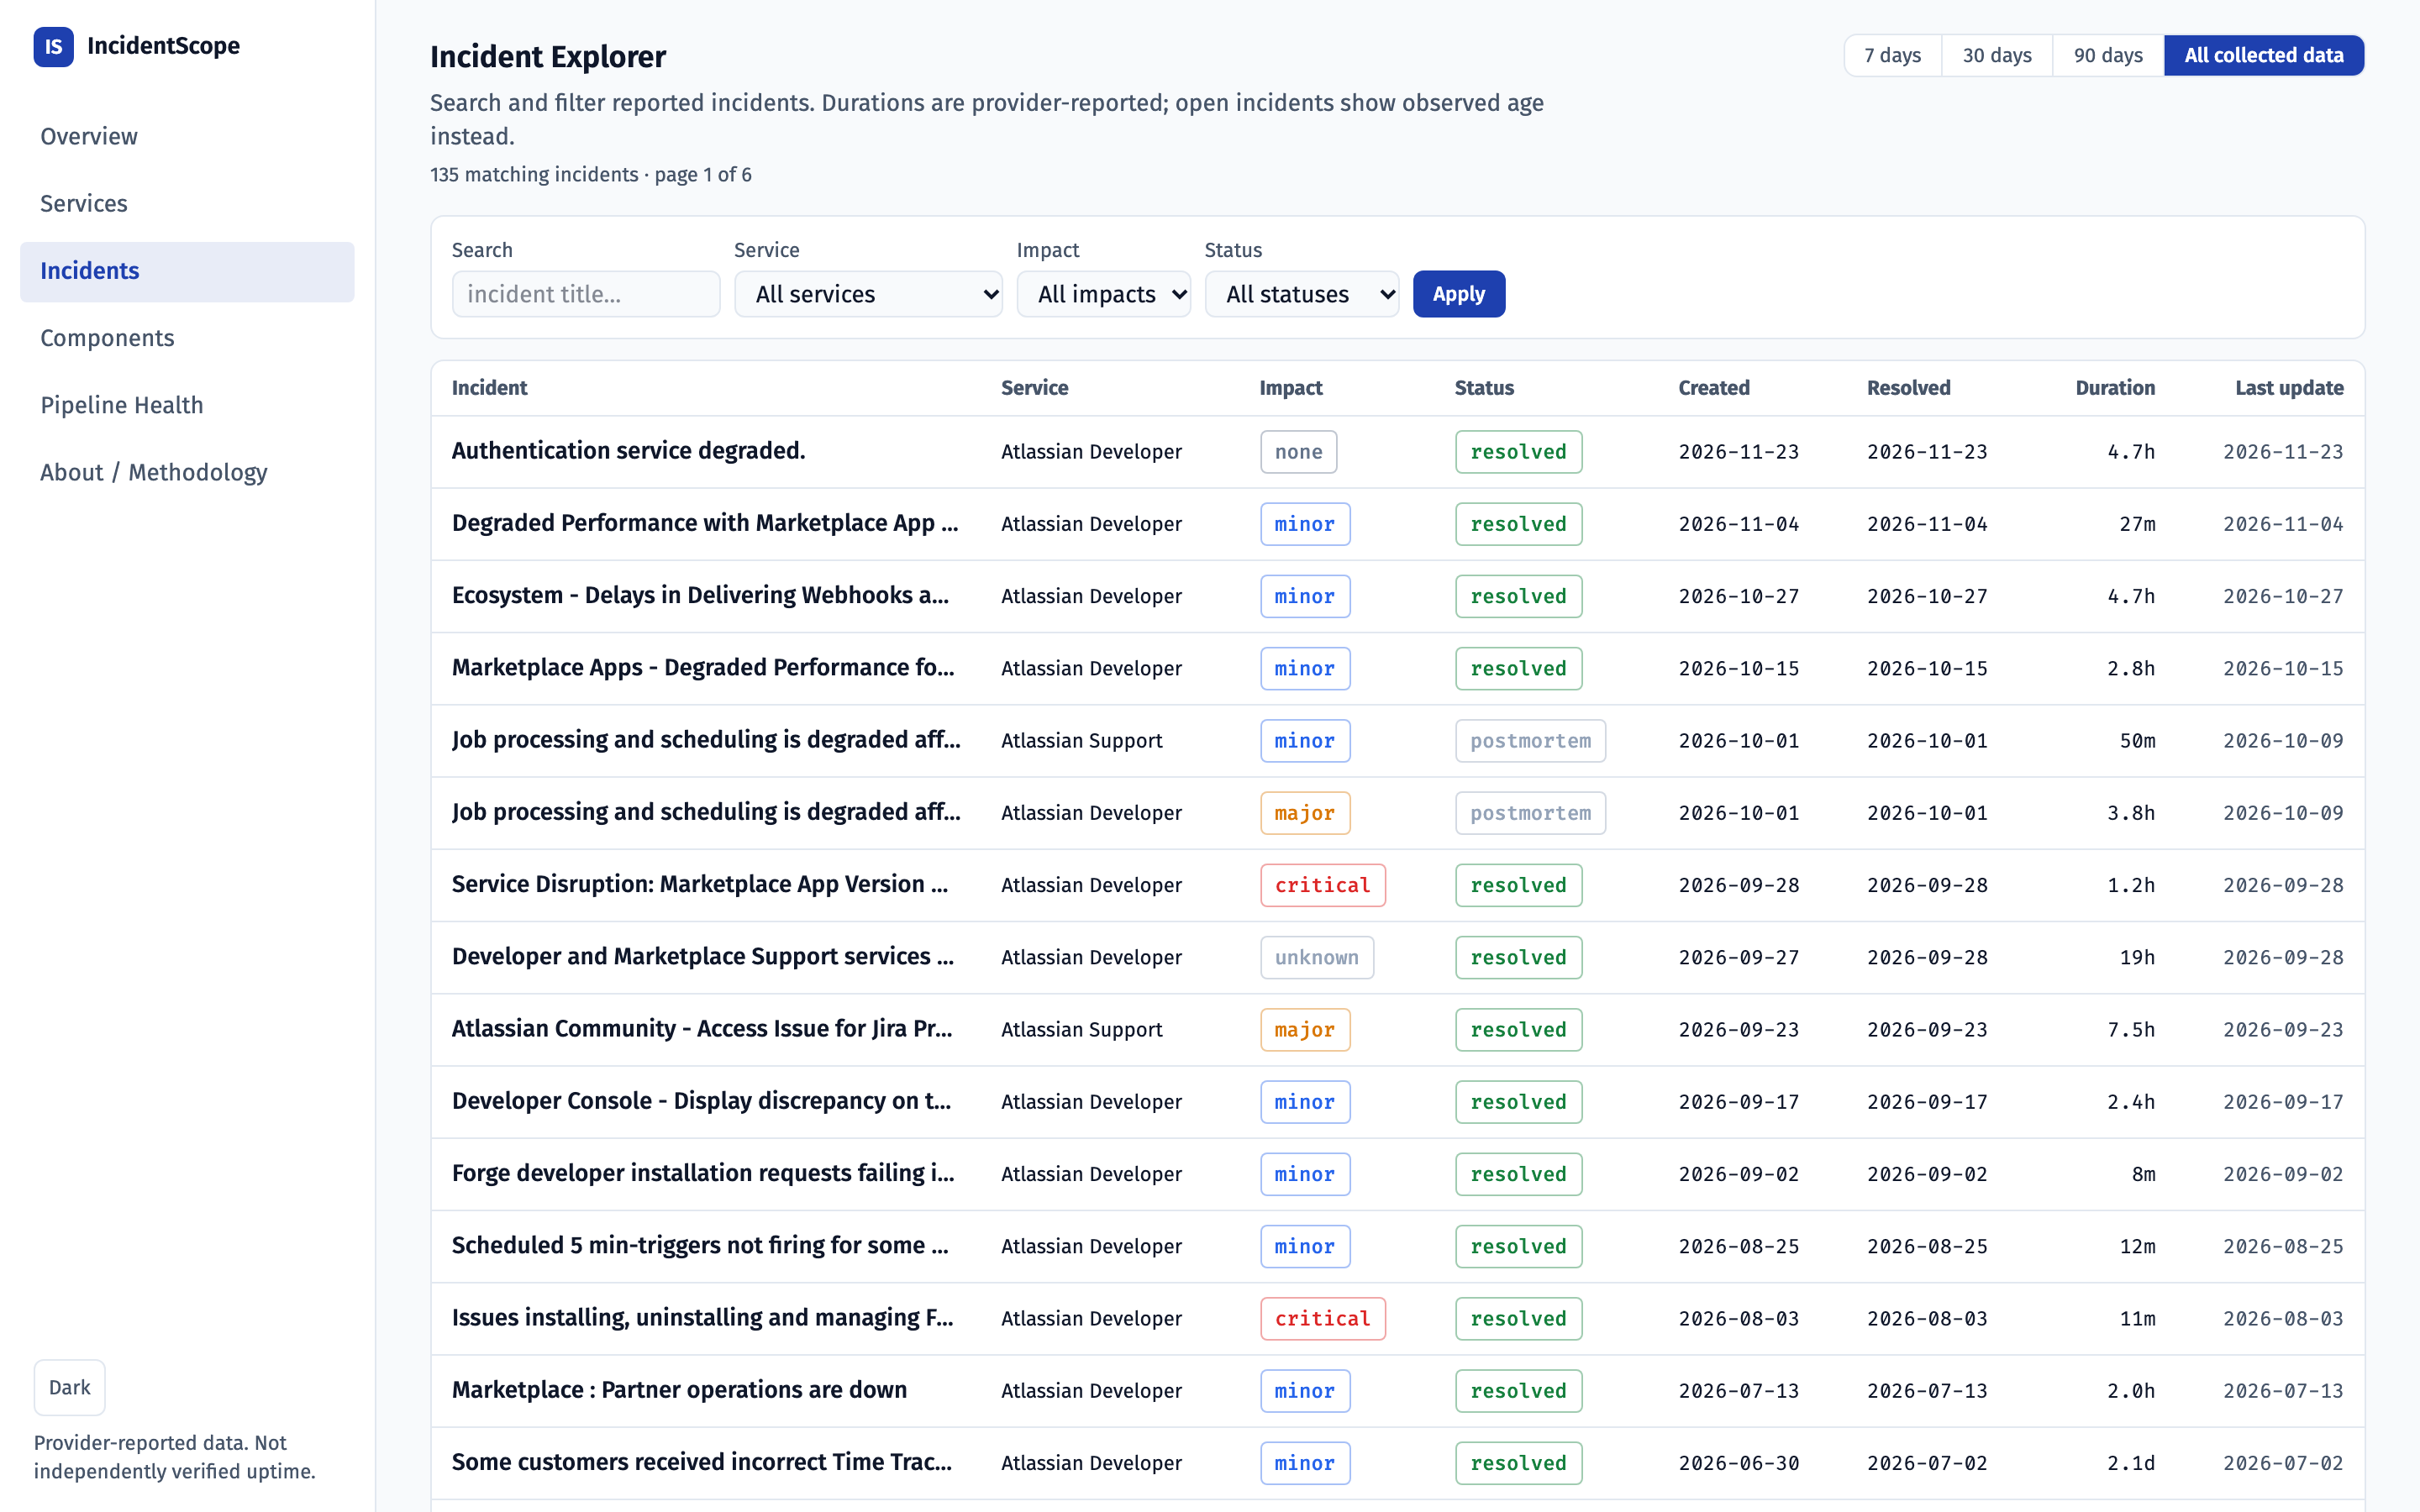 IS IncidentScope
Overview
Services
Incidents
Components
Pipeline Health
About / Methodology
Dark
Provider-reported data. Not
independently verified uptime.
Incident Explorer
7 days 30 days 90 days All collected data
Search and filter reported incidents. Durations are provider-reported; open incidents show observed age
instead.
135 matching incidents · page 1 of 6
Search Service Impact Status
incident title... All services All impacts All statuses Apply
Incident Service Impact Status Created Resolved Duration Last update
Authentication service degraded. Atlassian Developer none resolved 2026-11-23 2026-11-23 4.7h 2026-11-23
Degraded Performance with Marketplace App ... Atlassian Developer minor resolved 2026-11-04 2026-11-04 27m 2026-11-04
Ecosystem - Delays in Delivering Webhooks a... Atlassian Developer minor resolved 2026-10-27 2026-10-27 4.7h 2026-10-27
Marketplace Apps - Degraded Performance fo... Atlassian Developer minor resolved 2026-10-15 2026-10-15 2.8h 2026-10-15
Job processing and scheduling is degraded aff... Atlassian Support minor postmortem 2026-10-01 2026-10-01 50m 2026-10-09
Job processing and scheduling is degraded aff... Atlassian Developer major postmortem 2026-10-01 2026-10-01 3.8h 2026-10-09
Service Disruption: Marketplace App Version ... Atlassian Developer critical resolved 2026-09-28 2026-09-28 1.2h 2026-09-28
Developer and Marketplace Support services ... Atlassian Developer unknown resolved 2026-09-27 2026-09-28 19h 2026-09-28
Atlassian Community - Access Issue for Jira Pr... Atlassian Support major resolved 2026-09-23 2026-09-23 7.5h 2026-09-23
Developer Console - Display discrepancy on t... Atlassian Developer minor resolved 2026-09-17 2026-09-17 2.4h 2026-09-17
Forge developer installation requests failing i... Atlassian Developer minor resolved 2026-09-02 2026-09-02 8m 2026-09-02
Scheduled 5 min-triggers not firing for some ... Atlassian Developer minor resolved 2026-08-25 2026-08-25 12m 2026-08-25
Issues installing, uninstalling and managing F... Atlassian Developer critical resolved 2026-08-03 2026-08-03 11m 2026-08-03
Marketplace : Partner operations are down Atlassian Developer minor resolved 2026-07-13 2026-07-13 2.0h 2026-07-13
Some customers received incorrect Time Trac... Atlassian Developer minor resolved 2026-06-30 2026-07-02 2.1d 2026-07-02